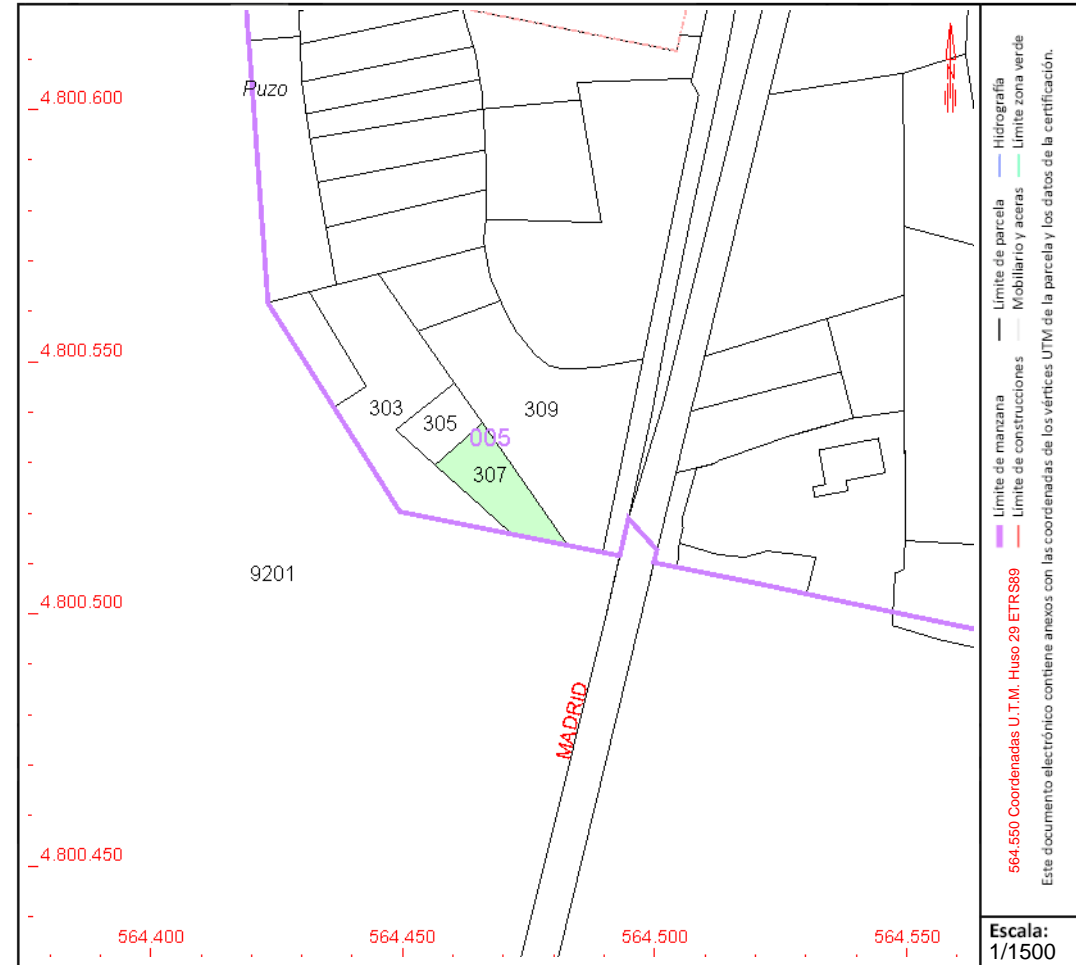 4.800.600
Puzo
4.800.550
303
305
309
005
307
4.800.500
9201
MADRID
4.800.450
564.400
564.450
564.500
564.550
N
564.550 Coordenadas U.T.M. Huso 29 ETRS89
Límite de manzana
Límite de parcela
Hidrografía
Límite de construcciones
Mobiliario y aceras
Límite zona verde
Este documento electrónico contiene anexos con las coordenadas de los vértices UTM de la parcela y los datos de la certificación.
Escala:
1/1500